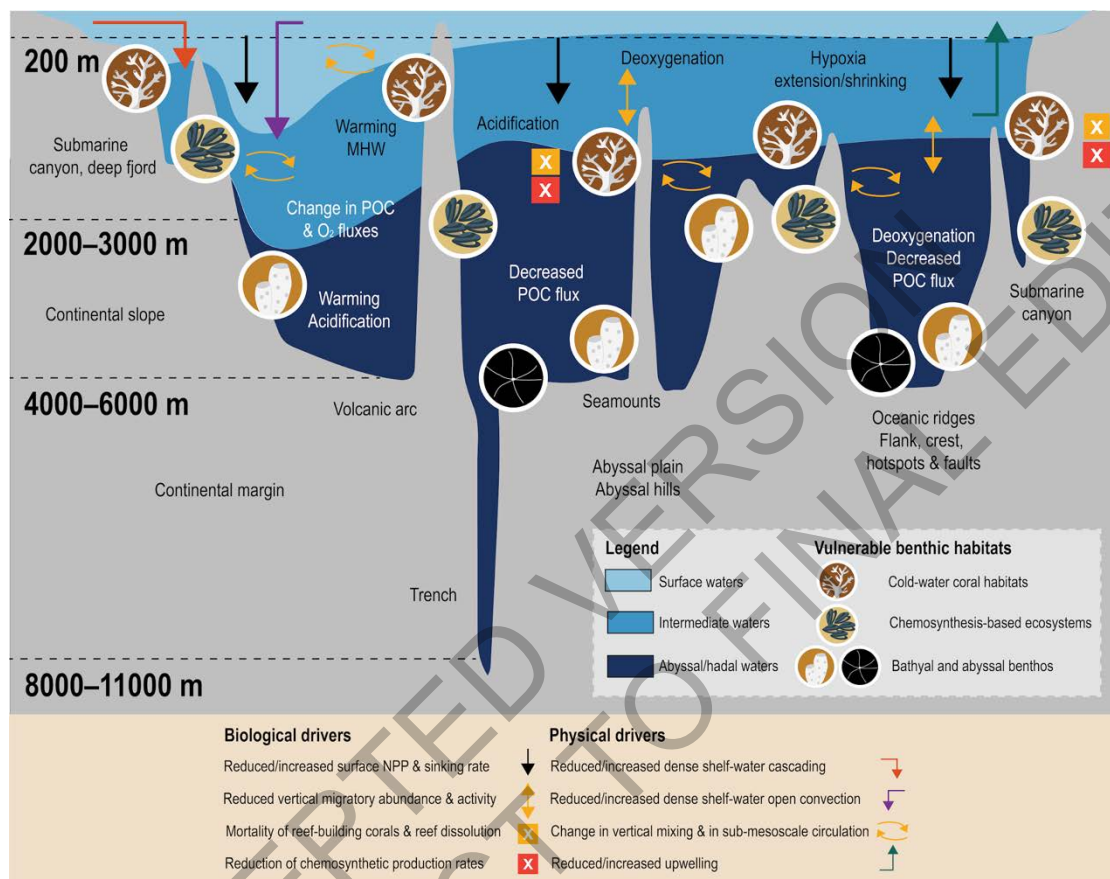 200 m
Submarine
canyon, deep fjord
Warming
MHW
Acidification
Deoxygenation
Hypoxia
extension/shrinking
X
X
X
X
Change in POC
& O₂ fluxes
2000–3000 m
Continental slope
Warming
Acidification
Decreased
POC flux
Deoxygenation
Decreased
POC flux
Submarine
canyon
4000–6000 m
Volcanic arc
Seamounts
Oceanic ridges
Flank, crest,
hotspots & faults
Continental margin
Abyssal plain
Abyssal hills
Trench
8000–11000 m
Legend
Surface waters
Intermediate waters
Abyssal/hadal waters
Vulnerable benthic habitats
Cold-water coral habitats
Chemosynthesis-based ecosystems
Bathyal and abyssal benthos
Biological drivers
Reduced/increased surface NPP & sinking rate
Reduced vertical migratory abundance & activity
Mortality of reef-building corals & reef dissolution
X
Reduction of chemosynthetic production rates
X
Physical drivers
Reduced/increased dense shelf-water cascading
Reduced/increased dense shelf-water open convection
Change in vertical mixing & in sub-mesoscale circulation
Reduced/increased upwelling
VERSION
TO FINAL